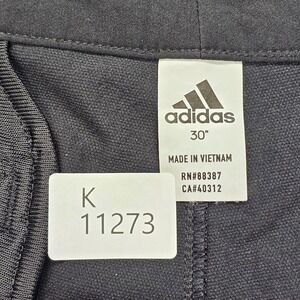 adidas
30"
MADE IN VIETNAM
RN#88387
CA#40312
K
11273